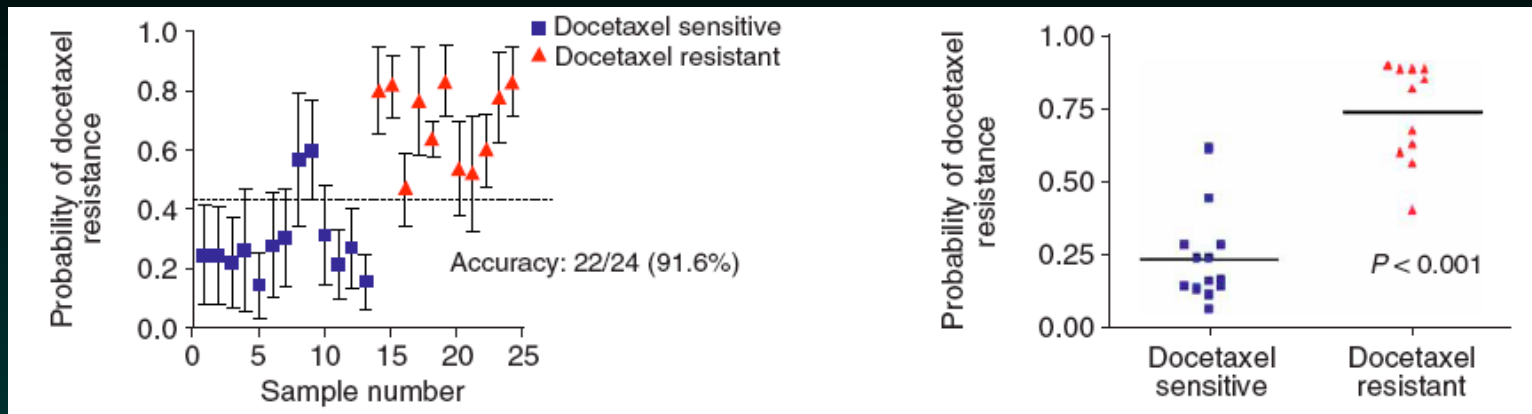 Probability of docetaxel
resistance
1.0
0.8
0.6
0.4
0.2
0.0
0
5
10
15
20
25
Sample number
Docetaxel sensitive
Docetaxel resistant
Accuracy: 22/24 (91.6%)
Probability of docetaxel
resistance
1.00
0.75
0.50
0.25
0.00
P < 0.001
Docetaxel
sensitive
Docetaxel
resistant